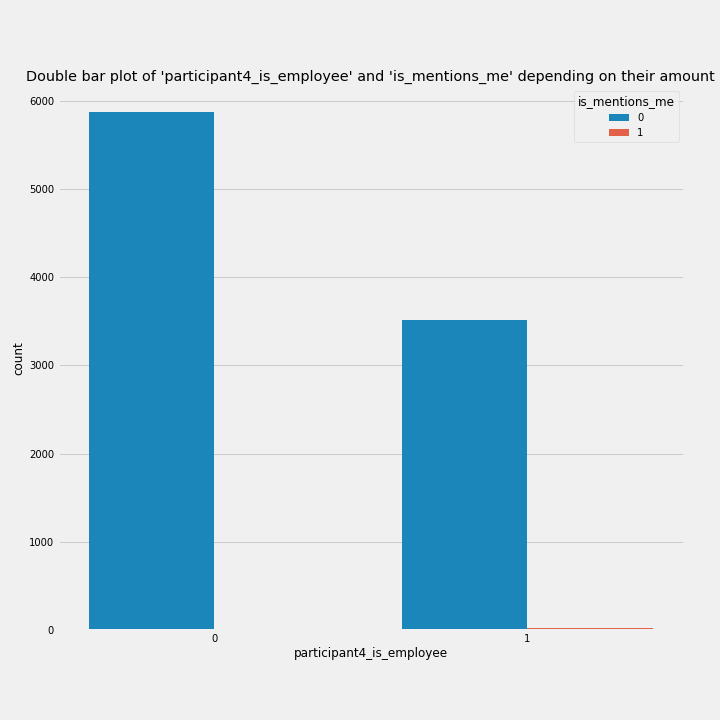 Double bar plot of 'participant4_is_employee' and 'is_mentions_me' depending on their amount
is_mentions_me
0
1
6000
5000
4000
3000
2000
1000
0
count
0
1
participant4_is_employee